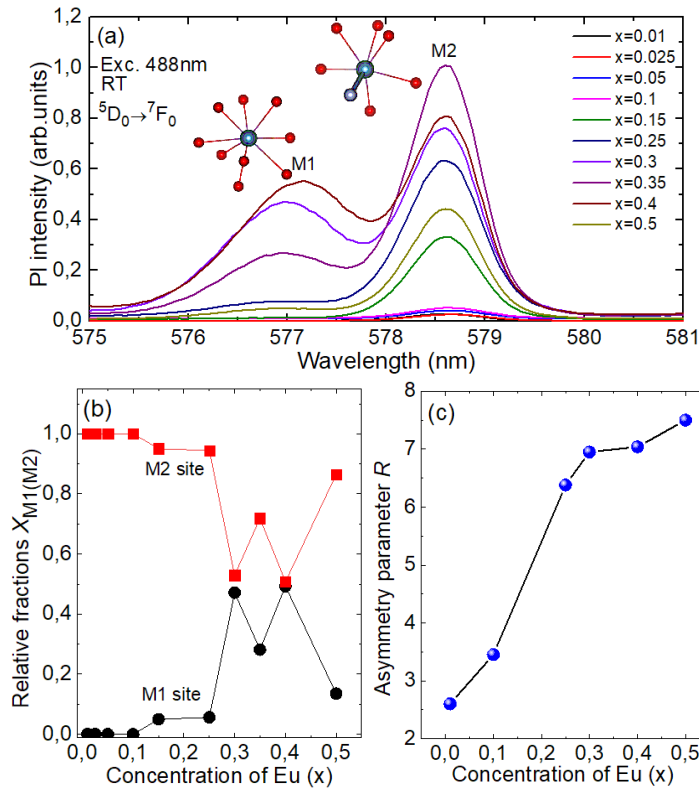 (a)
Exc. 488nm
RT
⁵D₀→⁷F₀
M1
M2
x=0.01
x=0.025
x=0.05
x=0.1
x=0.15
x=0.25
x=0.3
x=0.35
x=0.4
x=0.5
PI intensity (arb.units)
1,2
1,0
0,8
0,6
0,4
0,2
0,0
575 576 577 578 579 580 581
Wavelength (nm)
(b)
M2 site
M1 site
Relative fractions X_M1(M2)
1,0
0,8
0,6
0,4
0,2
0,0
0,0 0,1 0,2 0,3 0,4 0,5
Concentration of Eu (x)
(c)
Asymmetry parameter R
8
7
6
5
4
3
2
0,0 0,1 0,2 0,3 0,4 0,5
Concentration of Eu (x)